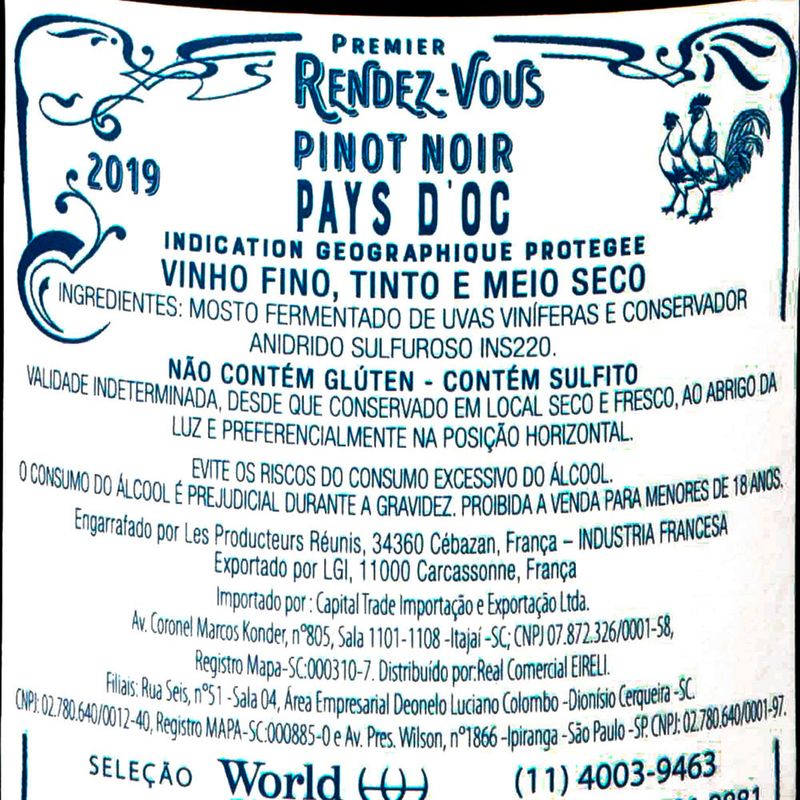 PREMIER
RENDEZ-VOUS
PINOT NOIR
2019
PAYS D'OC
INDICATION GEOGRAPHIQUE PROTEGEE
VINHO FINO, TINTO E MEIO SECO
INGREDIENTES: MOSTO FERMENTADO DE UVAS VINÍFERAS E CONSERVADOR
ANIDRIDO SULFUROSO INS220.
NÃO CONTÉM GLÚTEN - CONTÉM SULFITO
VALIDADE INDETERMINADA, DESDE QUE CONSERVADO EM LOCAL SECO E FRESCO, AO ABRIGO DA
LUZ E PREFERENCIALMENTE NA POSIÇÃO HORIZONTAL.
EVITE OS RISCOS DO CONSUMO EXCESSIVO DO ÁLCOOL.
O CONSUMO DO ÁLCOOL É PREJUDICIAL DURANTE A GRAVIDEZ. PROIBIDA A VENDA PARA MENORES DE 18 ANOS.
Engarrafado por Les Producteurs Réunis, 34360 Cébazan, França – INDUSTRIA FRANCESA
Exportado por LGI, 11000 Carcassonne, França
Importado por : Capital Trade Importação e Exportação Ltda.
Av. Coronel Marcos Konder, nº805, Sala 1101-1108 -Itajaí -SC; CNPJ 07.872.326/0001-58,
Registro Mapa-SC:000310-7. Distribuído por:Real Comercial EIRELI.
Filiais: Rua Seis, nº51 -Sala 04, Área Empresarial Deonelo Luciano Colombo -Dionísio Cerqueira -SC.
CNPJ: 02.780.640/0012-40, Registro MAPA-SC:000885-0 e Av. Pres. Wilson, nº1866 -Ipiranga -São Paulo -SP. CNPJ: 02.780.640/0001-97.
SELEÇÃO World (11) 4003-9463